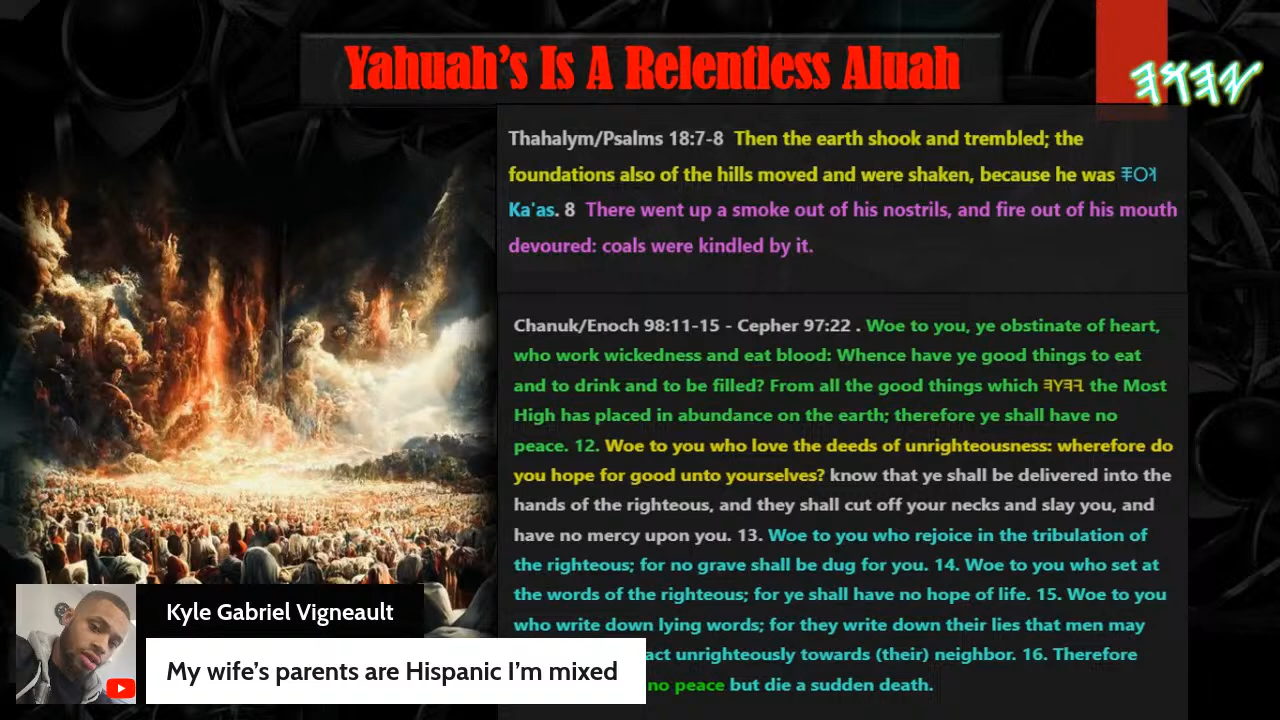 Yahuah's Is A Relentless Aluah
𐤉𐤄𐤅𐤄
Thahalym/Psalms 18:7-8 Then the earth shook and trembled; the
foundations also of the hills moved and were shaken, because he was 𐤊𐤏𐤎
Ka'as. 8 There went up a smoke out of his nostrils, and fire out of his mouth
devoured: coals were kindled by it.
Chanuk/Enoch 98:11-15 - Cepher 97:22 . Woe to you, ye obstinate of heart,
who work wickedness and eat blood: Whence have ye good things to eat
and to drink and to be filled? From all the good things which 𐤉𐤄𐤅𐤄 the Most
High has placed in abundance on the earth; therefore ye shall have no
peace. 12. Woe to you who love the deeds of unrighteousness: wherefore do
you hope for good unto yourselves? know that ye shall be delivered into the
hands of the righteous, and they shall cut off your necks and slay you, and
have no mercy upon you. 13. Woe to you who rejoice in the tribulation of
the righteous; for no grave shall be dug for you. 14. Woe to you who set at
the words of the righteous; for ye shall have no hope of life. 15. Woe to you
who write down lying words; for they write down their lies that men may
act unrighteously towards (their) neighbor. 16. Therefore
no peace but die a sudden death.
Kyle Gabriel Vigneault
My wife's parents are Hispanic I'm mixed